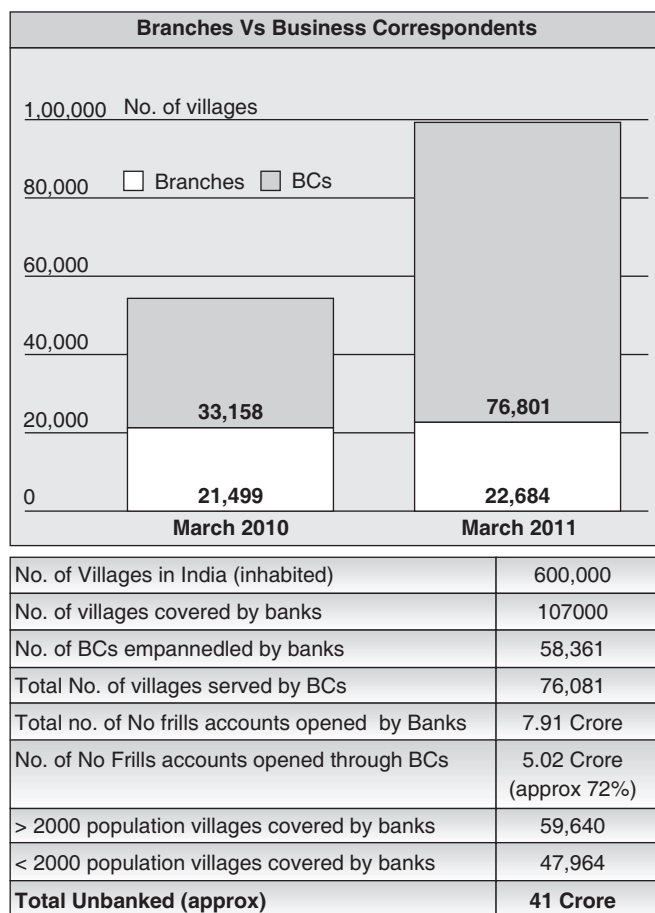 Branches Vs Business Correspondents
1,00,000 No. of villages
80,000 Branches BCs
60,000
40,000
20,000 33,158 76,801
0 21,499 22,684
March 2010 March 2011
No. of Villages in India (inhabited) 600,000
No. of villages covered by banks 107000
No. of BCs empannedled by banks 58,361
Total No. of villages served by BCs 76,081
Total no. of No frills accounts opened by Banks 7.91 Crore
No. of No Frills accounts opened through BCs 5.02 Crore
(approx 72%)
> 2000 population villages covered by banks 59,640
< 2000 population villages covered by banks 47,964
Total Unbanked (approx) 41 Crore